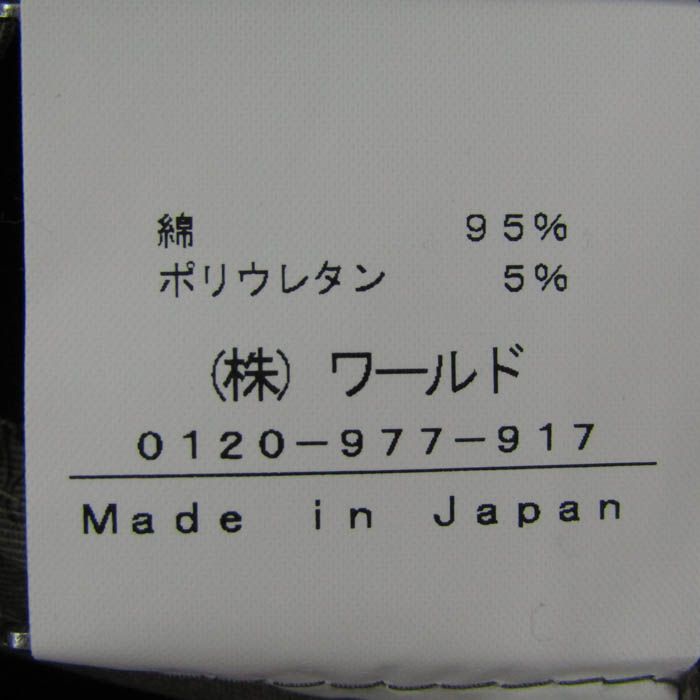 綿 95%
ポリウレタン 5%
(株) ワールド
0120-977-917
Made in Japan